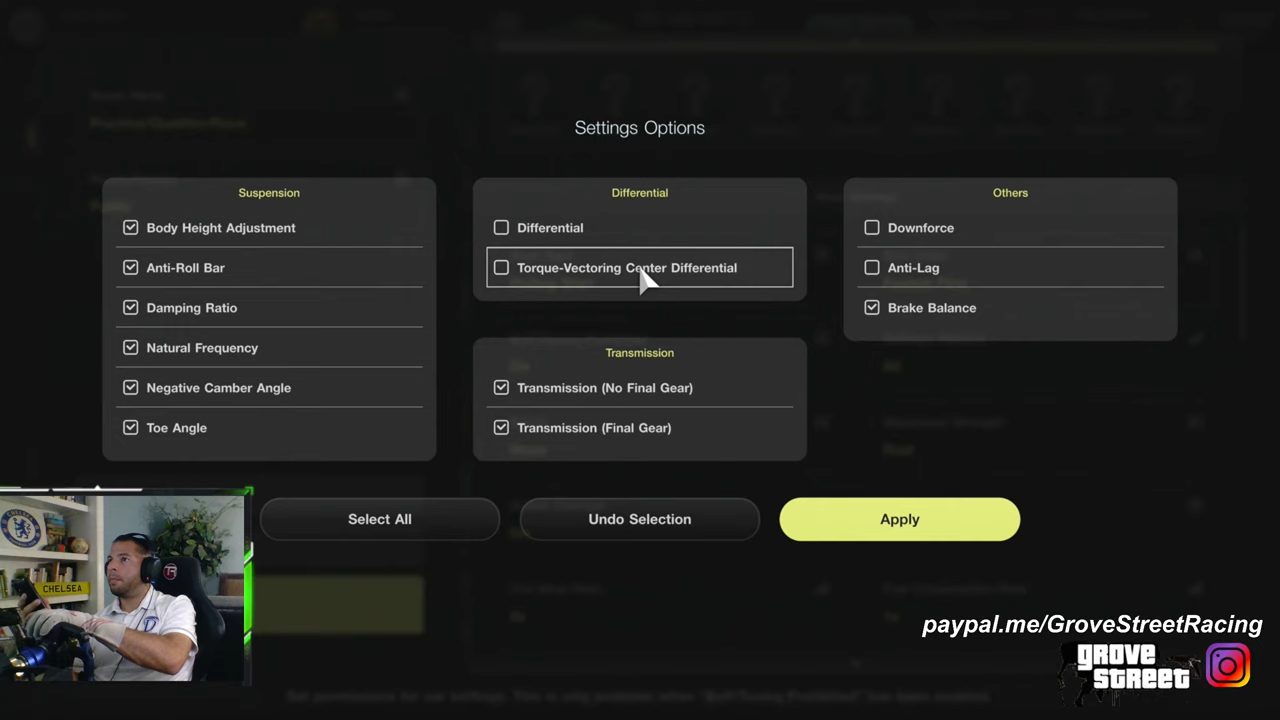 Settings Options
Suspension
Body Height Adjustment
Anti-Roll Bar
Damping Ratio
Natural Frequency
Negative Camber Angle
Toe Angle
Differential
Differential
Torque-Vectoring Center Differential
Transmission
Transmission (No Final Gear)
Transmission (Final Gear)
Others
Downforce
Anti-Lag
Brake Balance
Select All
Undo Selection
Apply
CHELSEA
paypal.me/GroveStreetRacing
grove
street